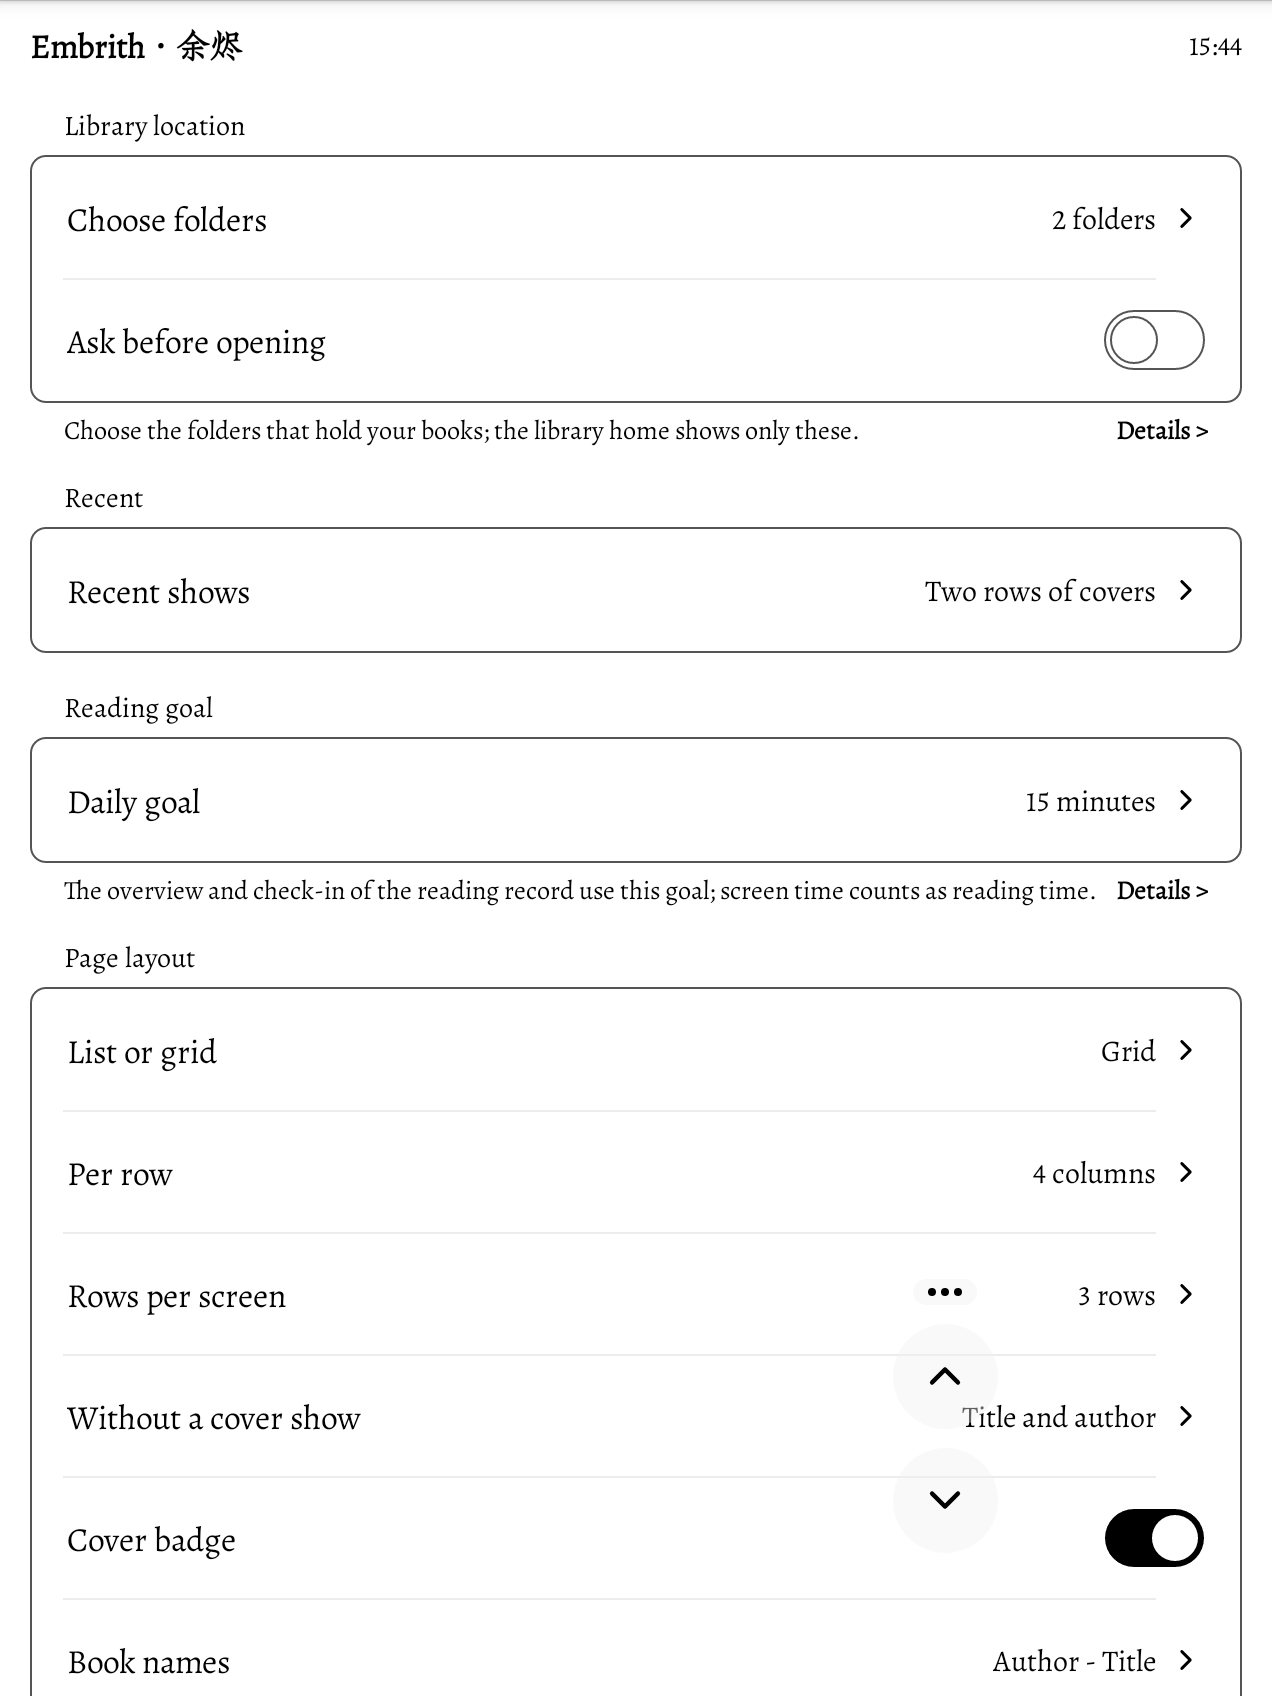 Embrith · 余烬 15:44
Library location
Choose folders 2 folders
Ask before opening
Choose the folders that hold your books; the library home shows only these. Details >
Recent
Recent shows Two rows of covers
Reading goal
Daily goal 15 minutes
The overview and check-in of the reading record use this goal; screen time counts as reading time. Details >
Page layout
List or grid Grid
Per row 4 columns
Rows per screen 3 rows
Without a cover show Title and author
Cover badge
Book names Author - Title